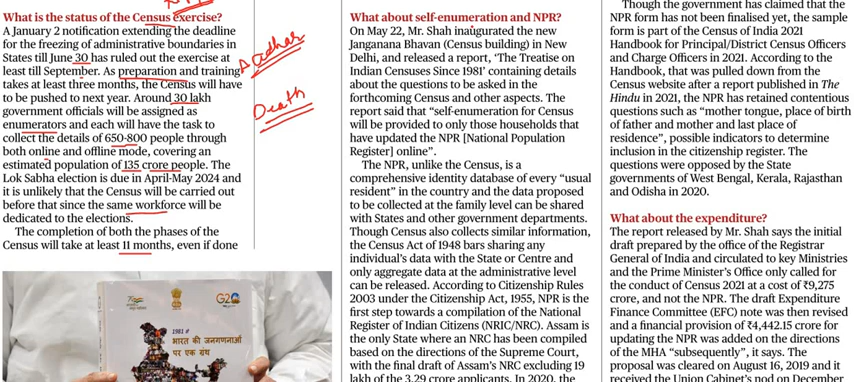 What is the status of the Census exercise?
A January 2 notification extending the deadline
for the freezing of administrative boundaries in
States till June 30 has ruled out the exercise at
least till September. As preparation and training
takes at least three months, the Census will have
to be pushed to next year. Around 30 lakh
government officials will be assigned as
enumerators and each will have the task to
collect the details of 650-800 people through
both online and offline mode, covering an
estimated population of 135 crore people. The
Lok Sabha election is due in April-May 2024 and
it is unlikely that the Census will be carried out
before that since the same workforce will be
dedicated to the elections.
The completion of both the phases of the
Census will take at least 11 months, even if done
Aadhar
Death
G20
1981 से
भारत की जनगणनाओं
पर एक ग्रंथ
What about self-enumeration and NPR?
On May 22, Mr. Shah inaugurated the new
Janganana Bhavan (Census building) in New
Delhi, and released a report, ‘The Treatise on
Indian Censuses Since 1981’ containing details
about the questions to be asked in the
forthcoming Census and other aspects. The
report said that “self-enumeration for Census
will be provided to only those households that
have updated the NPR [National Population
Register] online”.
The NPR, unlike the Census, is a
comprehensive identity database of every “usual
resident” in the country and the data proposed
to be collected at the family level can be shared
with States and other government departments.
Though Census also collects similar information,
the Census Act of 1948 bars sharing any
individual’s data with the State or Centre and
only aggregate data at the administrative level
can be released. According to Citizenship Rules
2003 under the Citizenship Act, 1955, NPR is the
first step towards a compilation of the National
Register of Indian Citizens (NRIC/NRC). Assam is
the only State where an NRC has been compiled
based on the directions of the Supreme Court,
with the final draft of Assam’s NRC excluding 19
lakh of the 3.29 crore applicants. In 2020, the
Though the government has claimed that the
NPR form has not been finalised yet, the sample
form is part of the Census of India 2021
Handbook for Principal/District Census Officers
and Charge Officers in 2021. According to the
Handbook, that was pulled down from the
Census website after a report published in The
Hindu in 2021, the NPR has retained contentious
questions such as “mother tongue, place of birth
of father and mother and last place of
residence”, possible indicators to determine
inclusion in the citizenship register. The
questions were opposed by the State
governments of West Bengal, Kerala, Rajasthan
and Odisha in 2020.
What about the expenditure?
The report released by Mr. Shah says the initial
draft prepared by the office of the Registrar
General of India and circulated to key Ministries
and the Prime Minister’s Office only called for
the conduct of Census 2021 at a cost of ₹9,275
crore, and not the NPR. The draft Expenditure
Finance Committee (EFC) note was then revised
and a financial provision of ₹4,442.15 crore for
updating the NPR was added on the directions
of the MHA “subsequently”, it says. The
proposal was cleared on August 16, 2019 and it
received the Union Cabinet’s nod on December